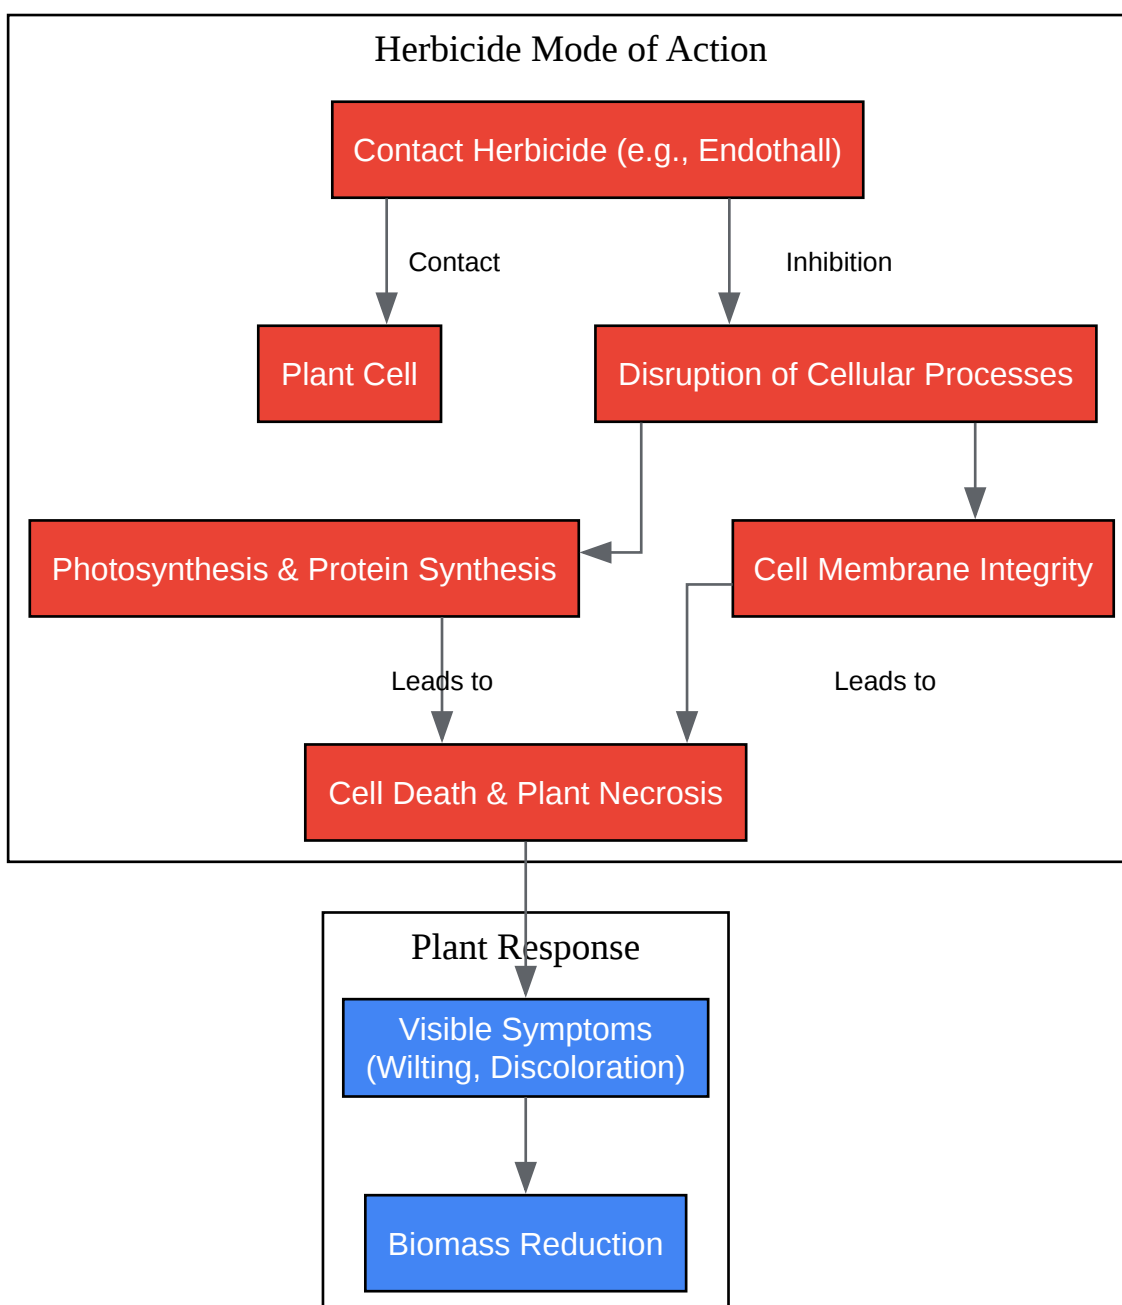 Herbicide Mode of Action
Contact Herbicide (e.g., Endothall)
Contact
Inhibition
Plant Cell
Disruption of Cellular Processes
Photosynthesis & Protein Synthesis
Cell Membrane Integrity
Leads to
Leads to
Cell Death & Plant Necrosis
Plant Response
Visible Symptoms
(Wilting, Discoloration)
Biomass Reduction